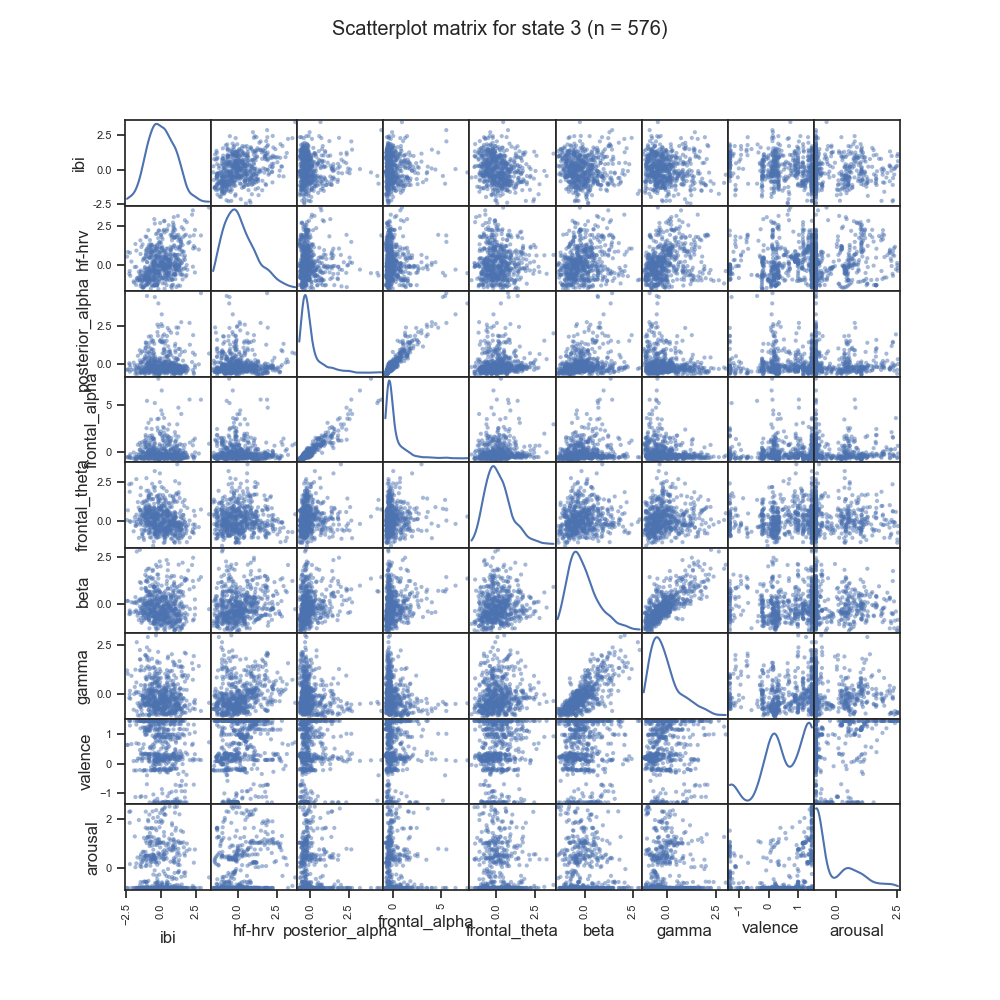 Scatterplot matrix for state 3 (n = 576)
2.5
0.0
−2.5
ibi
2.5
0.0
hf-hrv
2.5
0.0
posterior_alpha
5
0
frontal_alpha
2.5
0.0
frontal_theta
2.5
0.0
beta
2.5
0.0
gamma
1
0
−1
valence
2
0
arousal
−2.5 0.0 2.5 0.0 2.5 0.0 2.5 0 5 0.0 2.5 0.0 2.5 0.0 2.5 −1 0 1 0.0 2.5
ibi hf-hrv posterior_alpha frontal_alpha frontal_theta beta gamma valence arousal